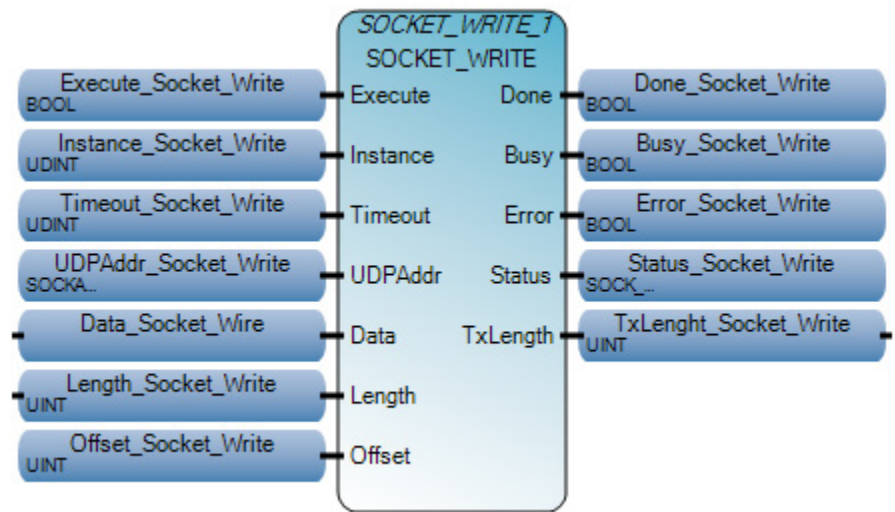 SOCKET_WRITE_1
SOCKET_WRITE
Execute_Socket_Write
BOOL
Execute
Done
Done_Socket_Write
BOOL
Instance_Socket_Write
UDINT
Instance
Busy
Busy_Socket_Write
BOOL
Timeout_Socket_Write
UDINT
Timeout
Error
Error_Socket_Write
BOOL
UDPAddr_Socket_Write
SOCKA...
UDPAddr
Status
Status_Socket_Write
SOCK_...
Data_Socket_Wire
Data
TxLength
TxLenght_Socket_Write
UINT
Length_Socket_Write
UINT
Length
Offset_Socket_Write
UINT
Offset